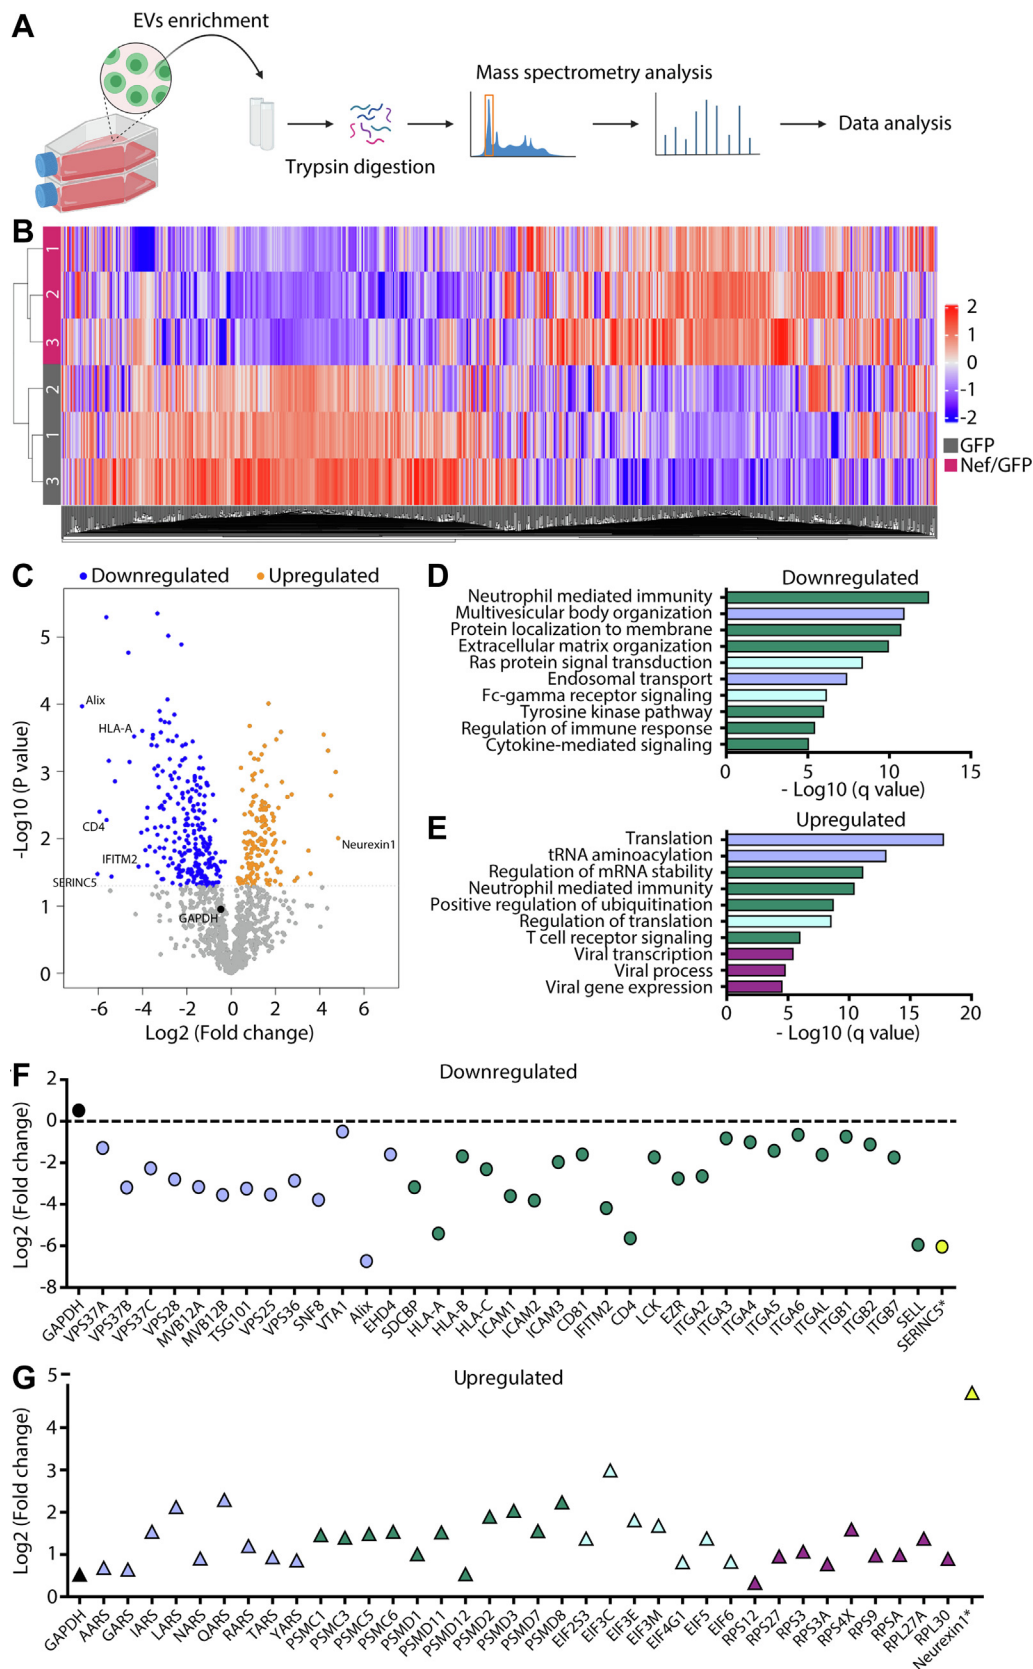 A
EVs enrichment
Mass spectrometry analysis
Trypsin digestion
Data analysis
B
1
2
3
2
1
3
2
1
0
-1
-2
GFP
Nef/GFP
C
Downregulated
Upregulated
-Log10 (P value)
5
4
3
2
1
0
Alix
HLA-A
CD4
IFITM2
SERINC5
GAPDH
Neurexin1
-6 -4 -2 0 2 4 6
Log2 (Fold change)
D
Downregulated
Neutrophil mediated immunity
Multivesicular body organization
Protein localization to membrane
Extracellular matrix organization
Ras protein signal transduction
Endosomal transport
Fc-gamma receptor signaling
Tyrosine kinase pathway
Regulation of immune response
Cytokine-mediated signaling
0 5 10 15
- Log10 (q value)
E
Upregulated
Translation
tRNA aminoacylation
Regulation of mRNA stability
Neutrophil mediated immunity
Positive regulation of ubiquitination
Regulation of translation
T cell receptor signaling
Viral transcription
Viral process
Viral gene expression
0 5 10 15 20
- Log10 (q value)
F
Downregulated
Log2 (Fold change)
2
0
-2
-4
-6
-8
GAPDH
VPS37A
VPS37B
VPS37C
VPS28
MVB12A
MVB12B
TSG101
VPS25
VPS36
SNF8
VTA1
Alix
EHD4
SDCBP
HLA-A
HLA-B
HLA-C
ICAM1
ICAM2
ICAM3
CD81
IFITM2
CD4
LCK
EZR
ITGA2
ITGA3
ITGA4
ITGA5
ITGA6
ITGAL
ITGB1
ITGB2
ITGB7
SELL
SERINC5*
G
Upregulated
Log2 (Fold change)
5
4
3
2
1
0
GAPDH
AARS
GARS
IARS
LARS
NARS
QARS
RARS
TARS
YARS
PSMC1
PSMC3
PSMC5
PSMC6
PSMD1
PSMD11
PSMD12
PSMD2
PSMD3
PSMD7
PSMD8
EIF2S3
EIF3C
EIF3E
EIF3M
EIF4G1
EIF5
EIF6
RPS12
RPS27
RPS3
RPS3A
RPS4X
RPS9
RPSA
RPL27A
RPL30
Neurexin1*